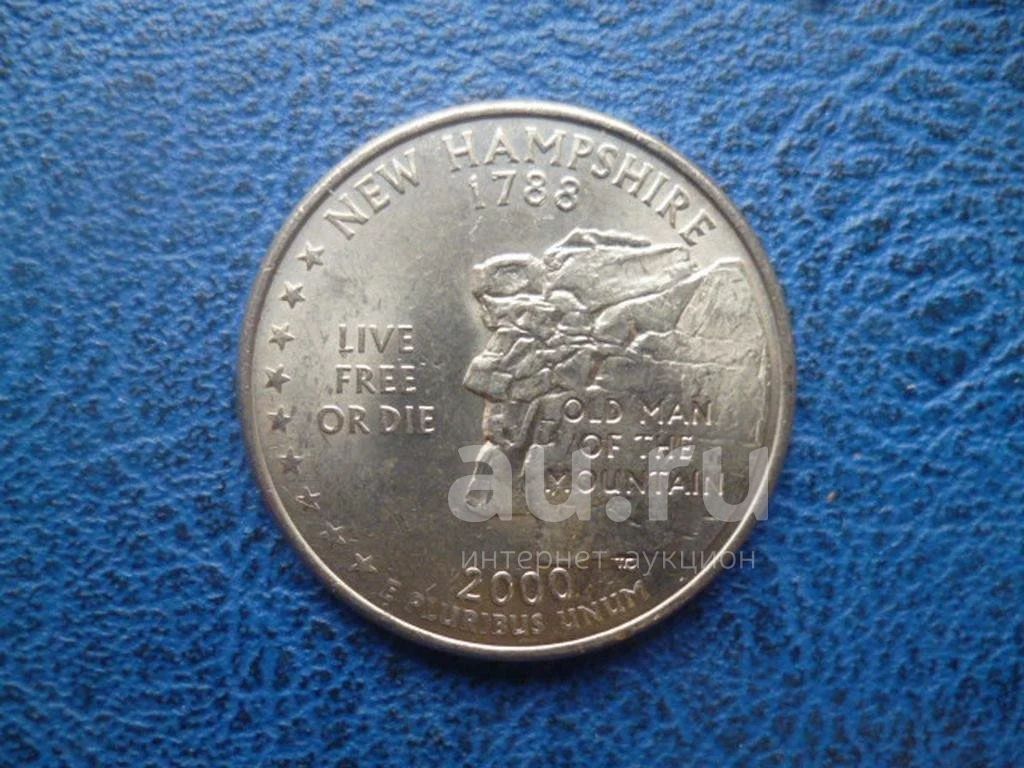 NEW HAMPSHIRE
1788
LIVE
FREE
OR DIE
OLD MAN
OF THE
MOUNTAIN
au.ru
интернет-аукцион
2000
E PLURIBUS UNUM